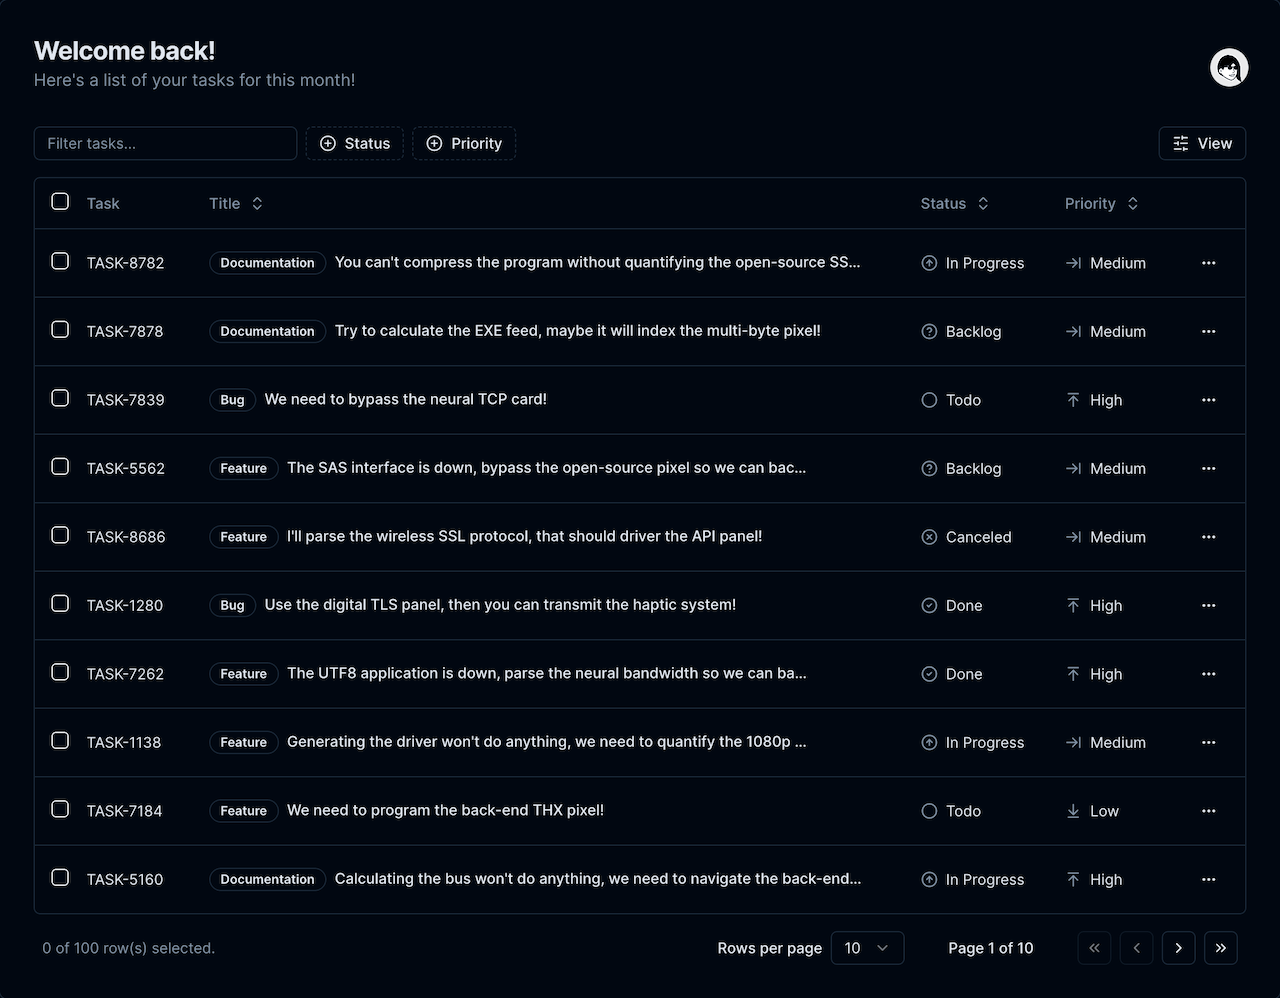 Welcome back!
Here's a list of your tasks for this month!
Filter tasks...
Status
Priority
View
Task Title Status Priority
TASK-8782 Documentation You can't compress the program without quantifying the open-source SS... In Progress Medium
TASK-7878 Documentation Try to calculate the EXE feed, maybe it will index the multi-byte pixel! Backlog Medium
TASK-7839 Bug We need to bypass the neural TCP card! Todo High
TASK-5562 Feature The SAS interface is down, bypass the open-source pixel so we can bac... Backlog Medium
TASK-8686 Feature I'll parse the wireless SSL protocol, that should driver the API panel! Canceled Medium
TASK-1280 Bug Use the digital TLS panel, then you can transmit the haptic system! Done High
TASK-7262 Feature The UTF8 application is down, parse the neural bandwidth so we can ba... Done High
TASK-1138 Feature Generating the driver won't do anything, we need to quantify the 1080p ... In Progress Medium
TASK-7184 Feature We need to program the back-end THX pixel! Todo Low
TASK-5160 Documentation Calculating the bus won't do anything, we need to navigate the back-end... In Progress High
0 of 100 row(s) selected. Rows per page 10 Page 1 of 10